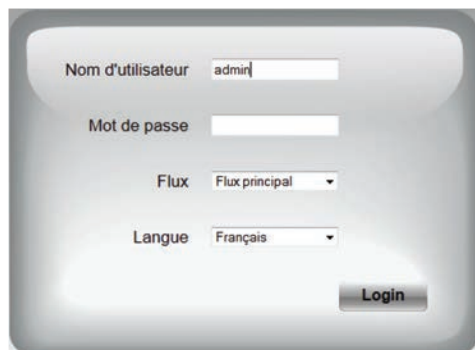 Nom d'utilisateur admin
Mot de passe
Flux Flux principal
Langue Français
Login